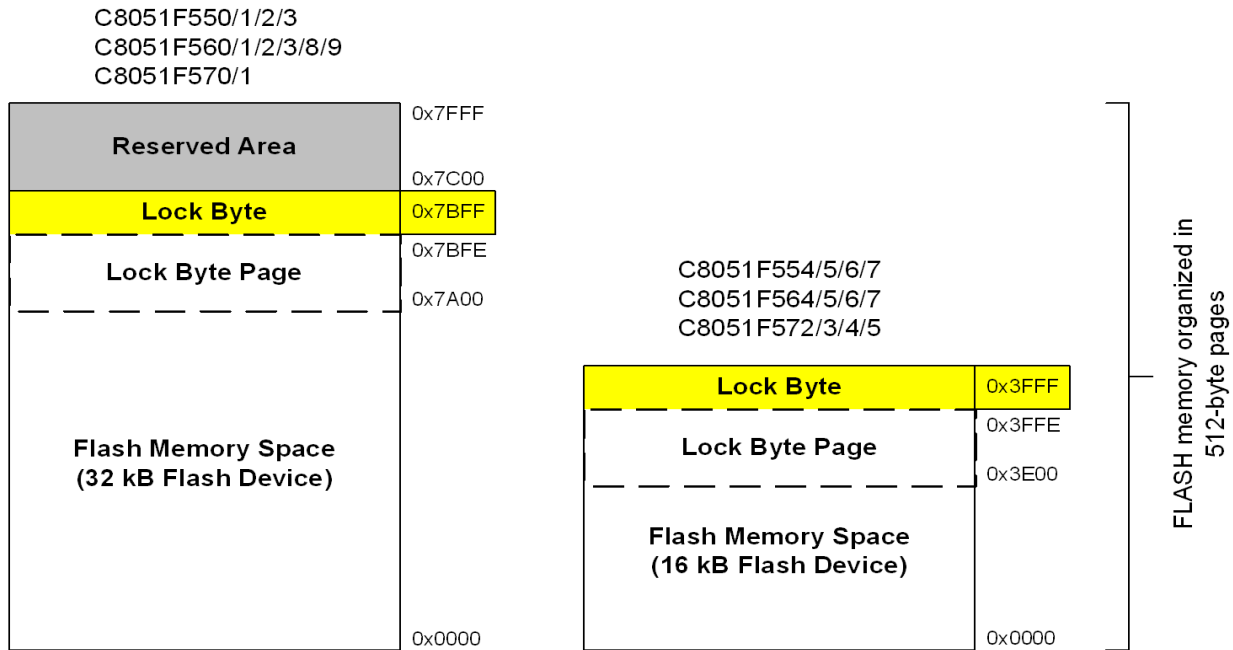 C8051F550/1/2/3
C8051F560/1/2/3/8/9
C8051F570/1
0x7FFF
Reserved Area
0x7C00
Lock Byte
0x7BFF
0x7BFE
Lock Byte Page
0x7A00
Flash Memory Space
(32 kB Flash Device)
0x0000
C8051F554/5/6/7
C8051F564/5/6/7
C8051F572/3/4/5
Lock Byte
0x3FFF
0x3FFE
Lock Byte Page
0x3E00
Flash Memory Space
(16 kB Flash Device)
0x0000
FLASH memory organized in
512-byte pages